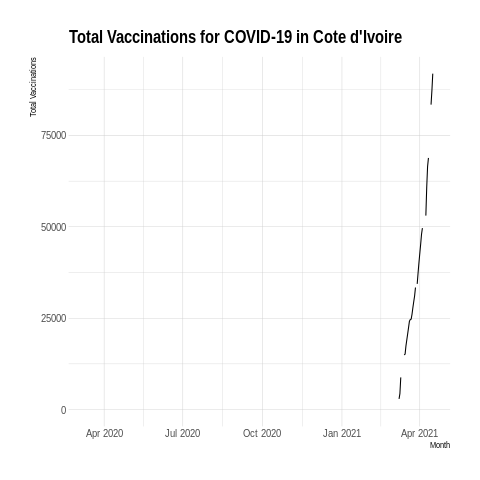 Total Vaccinations for COVID-19 in Cote d'Ivoire
Total Vaccinations
75000
50000
25000
0
Apr 2020 Jul 2020 Oct 2020 Jan 2021 Apr 2021
Month